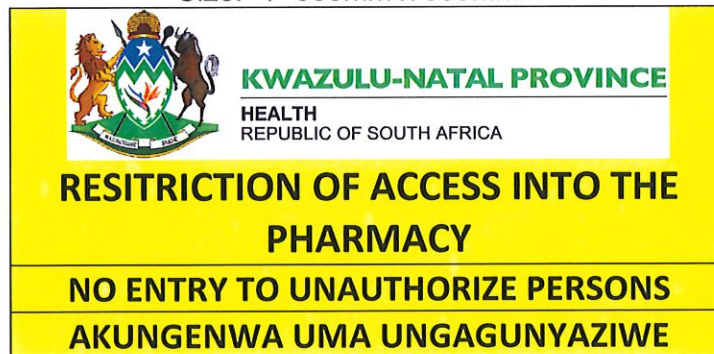 KWAZULU-NATAL PROVINCE
HEALTH
REPUBLIC OF SOUTH AFRICA
RESITRICTION OF ACCESS INTO THE
PHARMACY
NO ENTRY TO UNAUTHORIZE PERSONS
AKUNGENWA UMA UNGAGUNYAZIWE